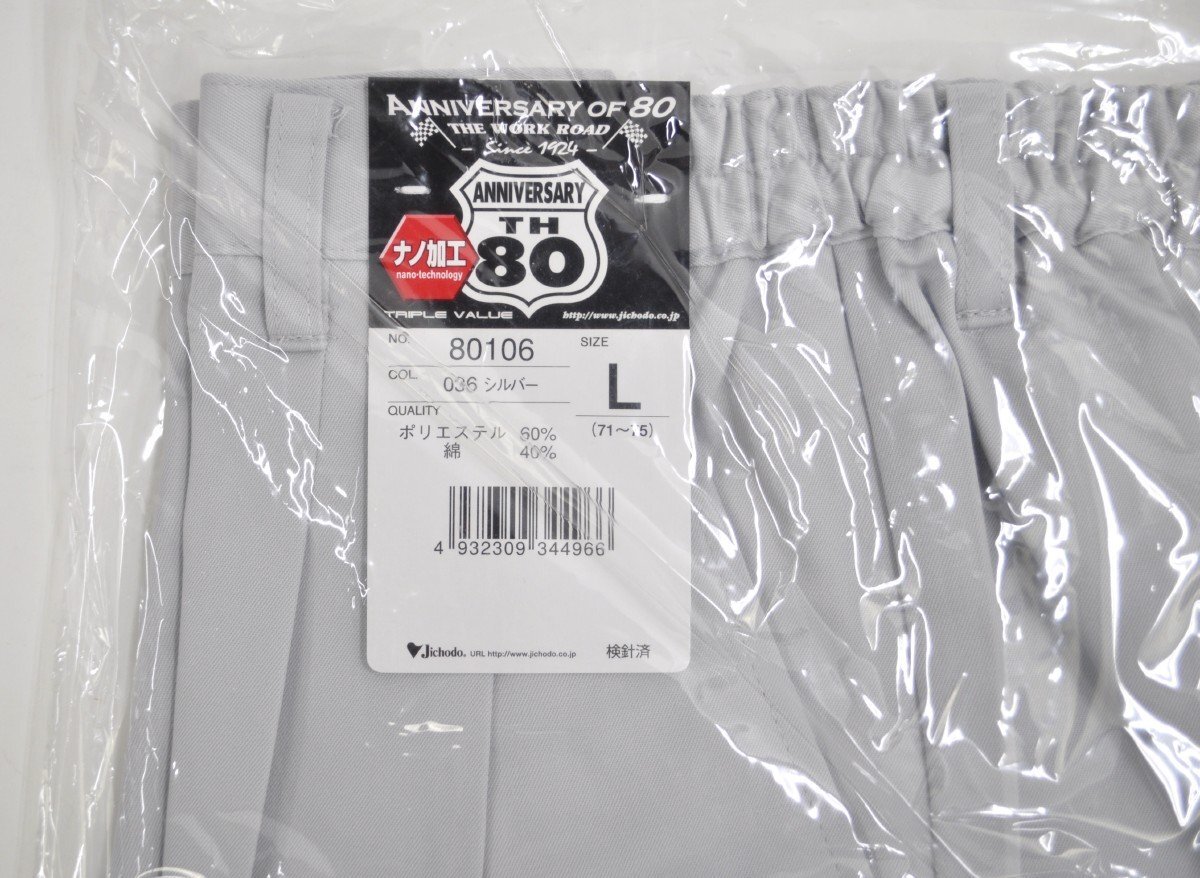 ANNIVERSARY OF 80
THE WORK ROAD
- Since 1924 -
ANNIVERSARY
TH
80
ナノ加工
nano-technology
TRIPLE VALUE http://www.jichodo.co.jp
NO. 80106
SIZE
L
(71〜75)
COL. 036 シルバー
QUALITY
ポリエステル 60%
綿 40%
4 932309 344966
Jichodo. URL http://www.jichodo.co.jp 検針済